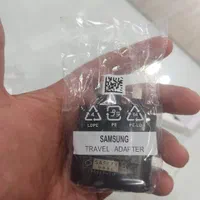 LDPE PE PE-LD
SAMSUNG
TRAVEL ADAPTER